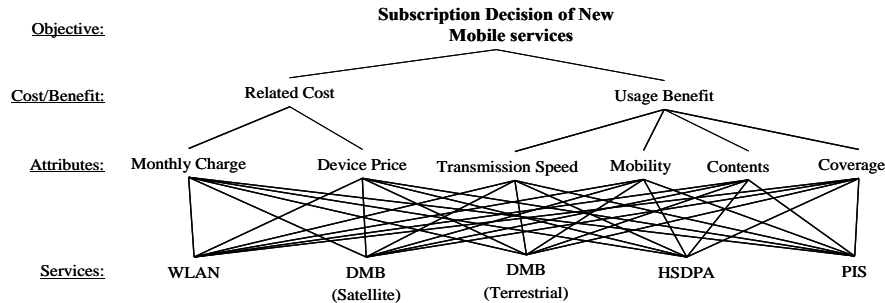 Objective:
Subscription Decision of New
Mobile services
Cost/Benefit:
Related Cost
Usage Benefit
Attributes:
Monthly Charge
Device Price
Transmission Speed
Mobility
Contents
Coverage
Services:
WLAN
DMB
(Satellite)
DMB
(Terrestrial)
HSDPA
PIS